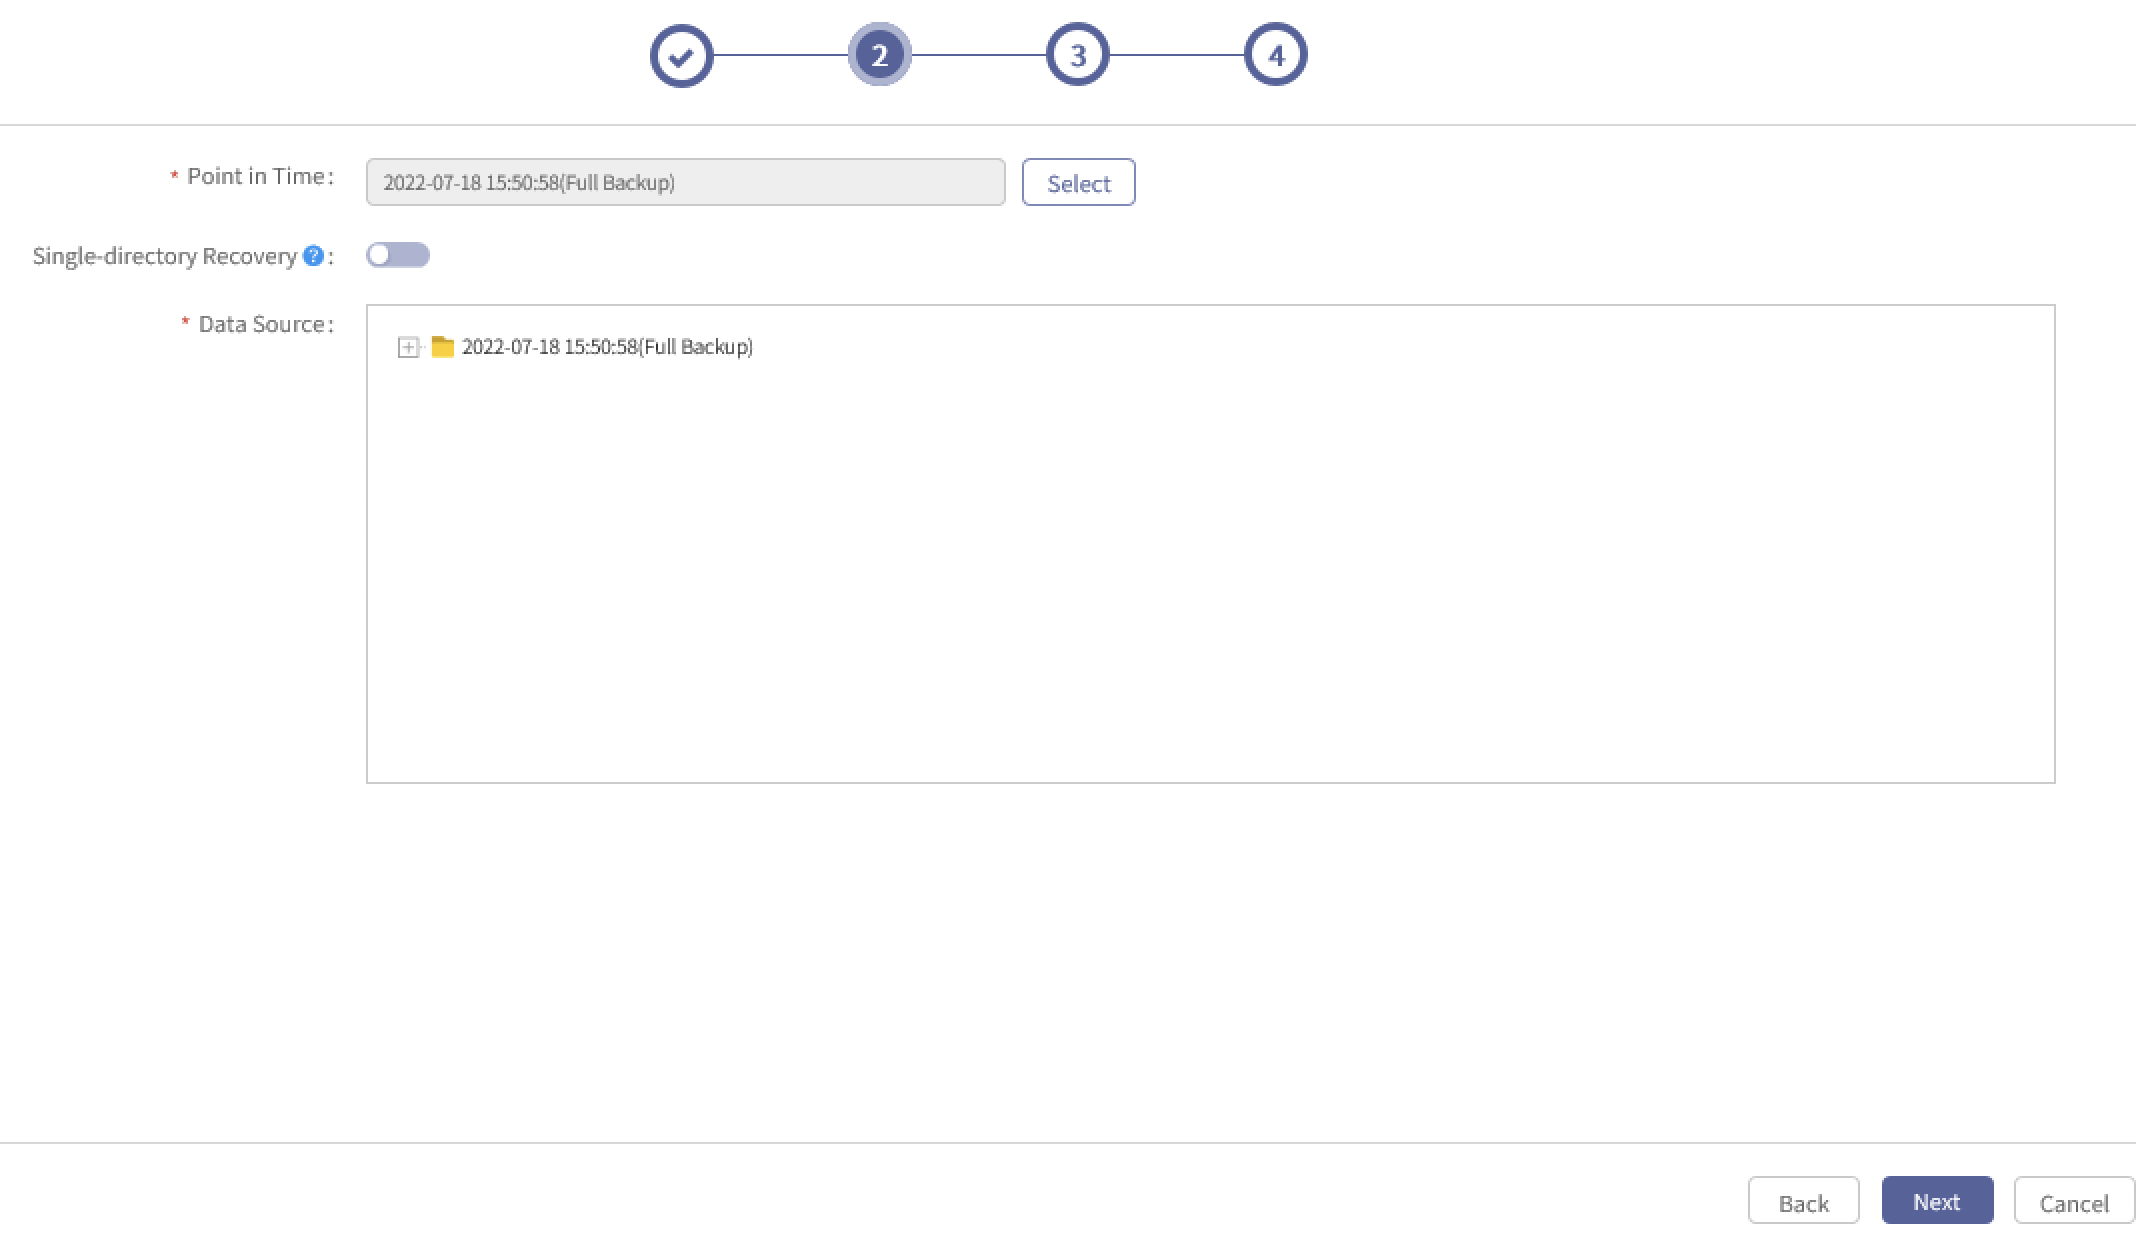 2 3 4
* Point in Time: 2022-07-18 15:50:58(Full Backup) Select
Single-directory Recovery ? :
* Data Source:
2022-07-18 15:50:58(Full Backup)
Back Next Cancel